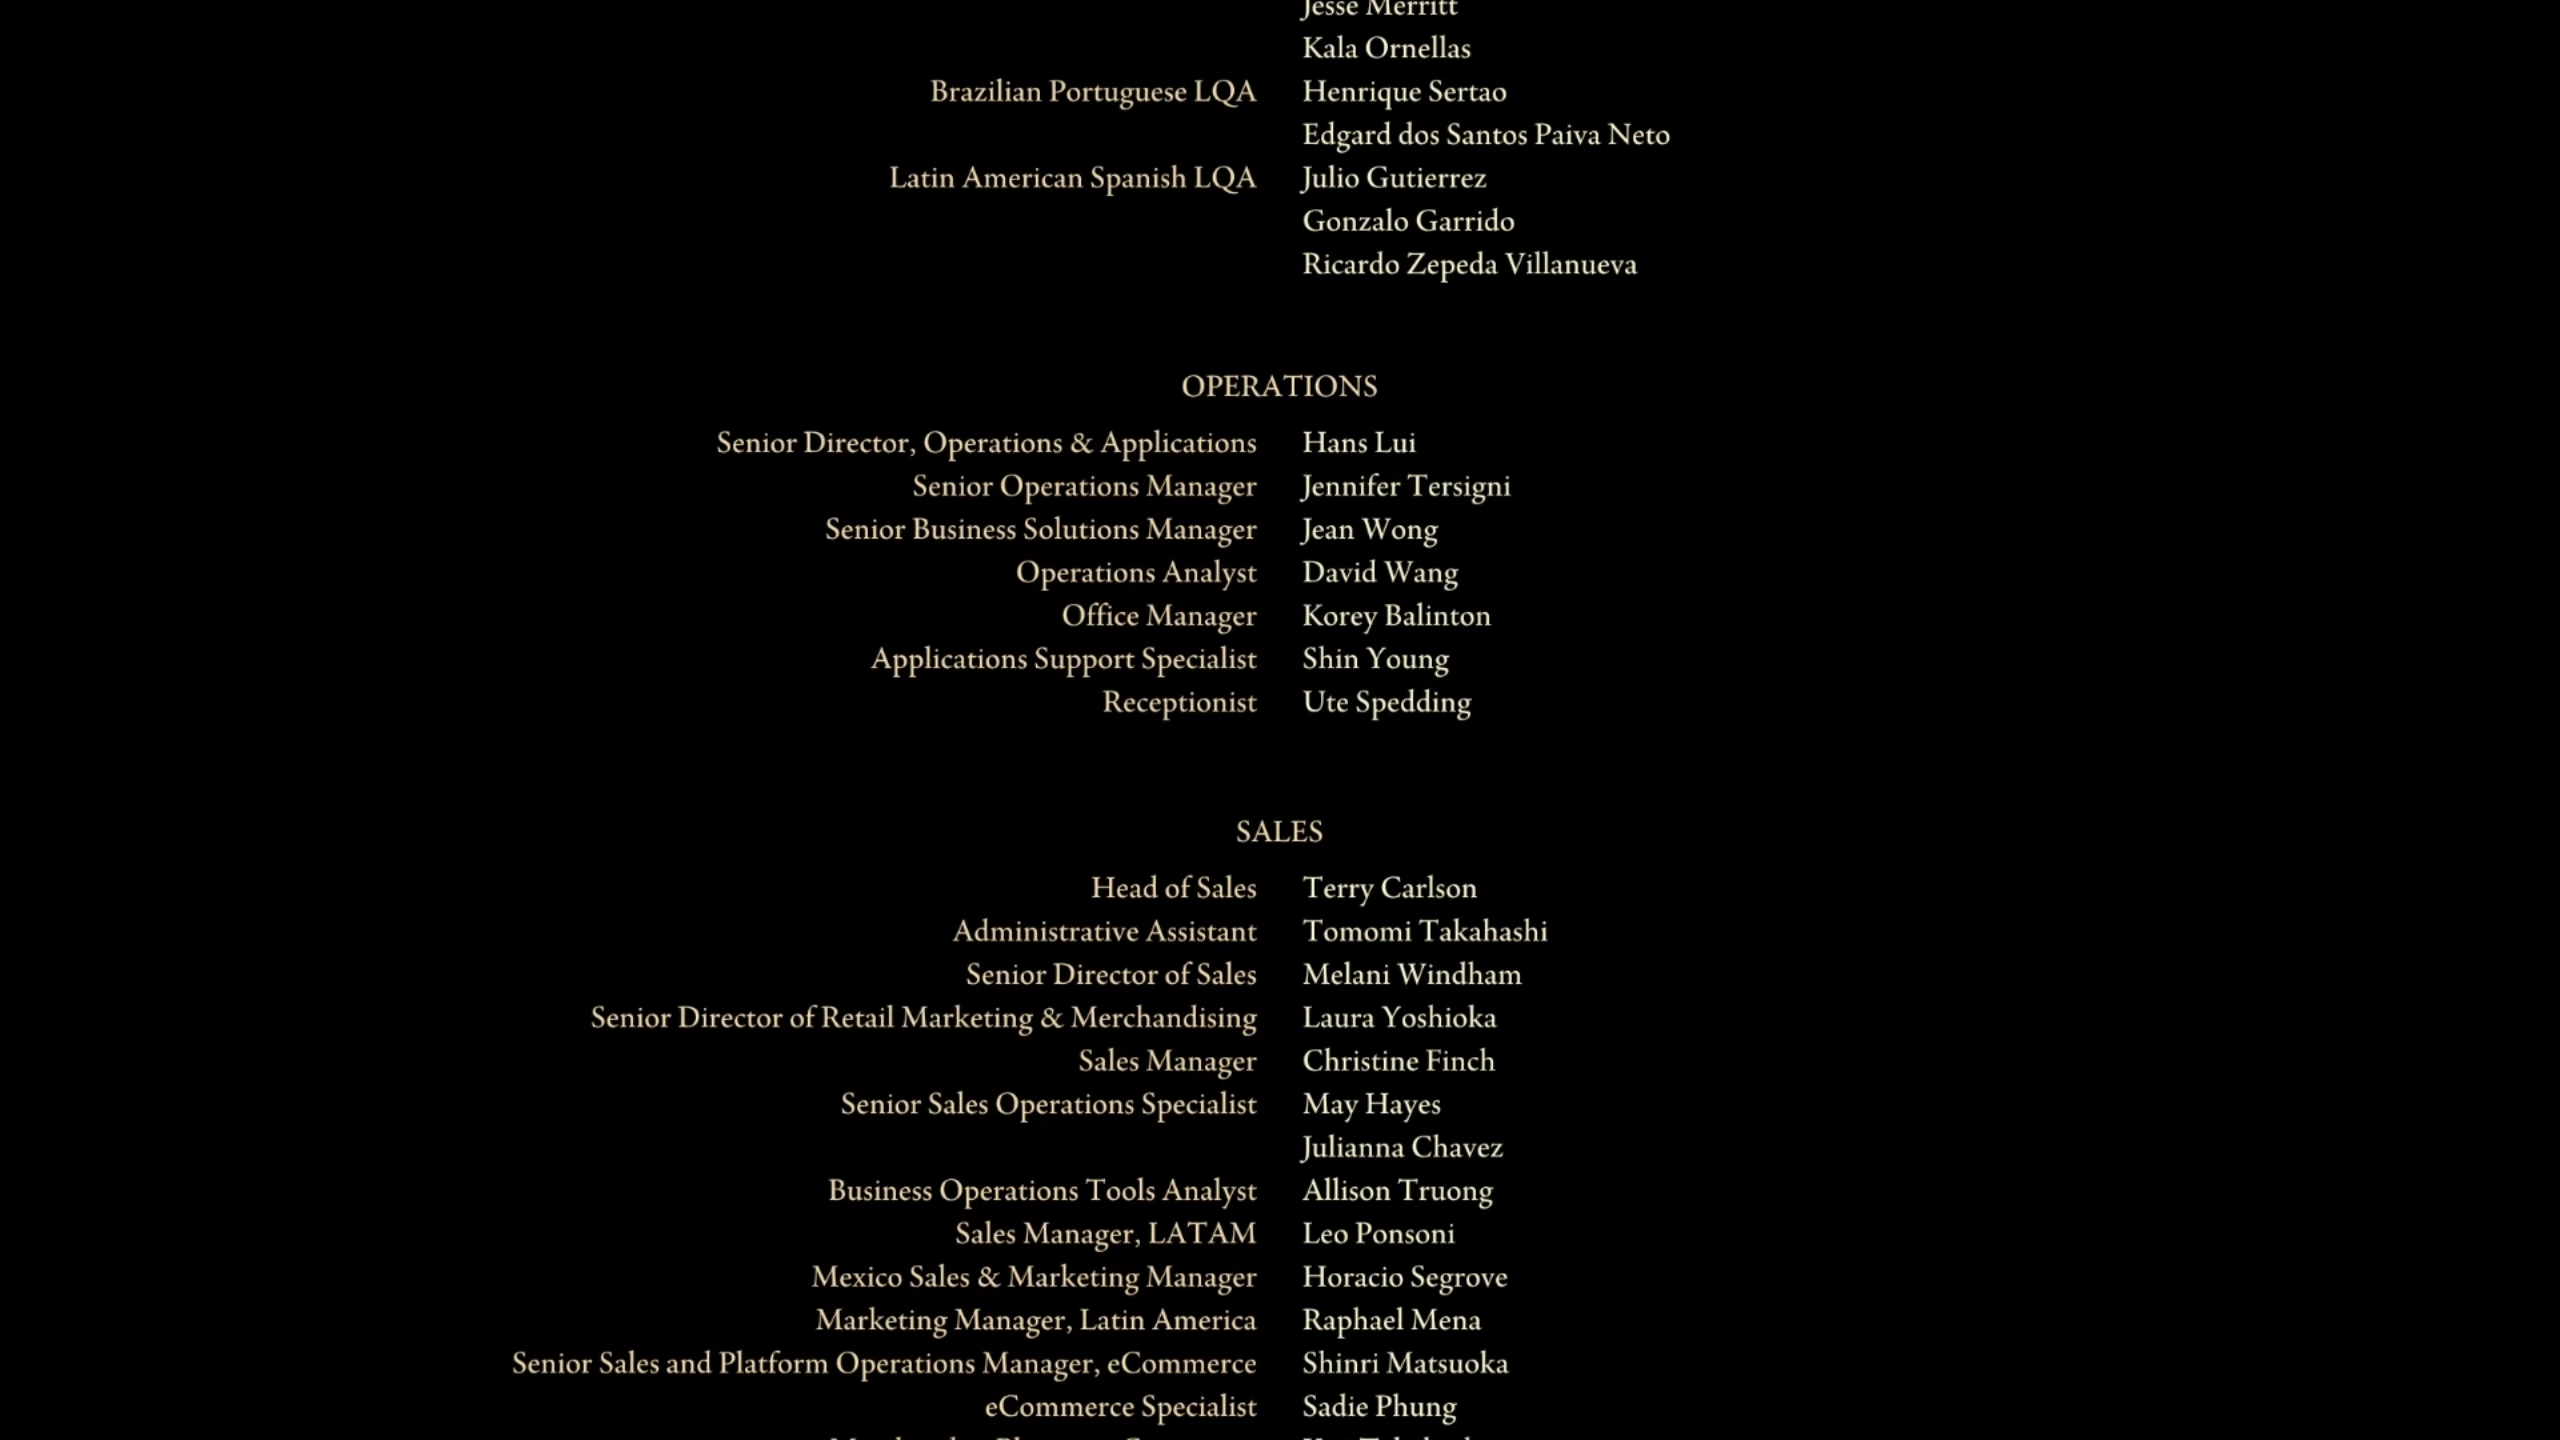 Jesse Merritt
Kala Ornellas
Brazilian Portuguese LQA Henrique Sertao
Edgard dos Santos Paiva Neto
Latin American Spanish LQA Julio Gutierrez
Gonzalo Garrido
Ricardo Zepeda Villanueva
OPERATIONS
Senior Director, Operations & Applications Hans Lui
Senior Operations Manager Jennifer Tersigni
Senior Business Solutions Manager Jean Wong
Operations Analyst David Wang
Office Manager Korey Balinton
Applications Support Specialist Shin Young
Receptionist Ute Spedding
SALES
Head of Sales Terry Carlson
Administrative Assistant Tomomi Takahashi
Senior Director of Sales Melani Windham
Senior Director of Retail Marketing & Merchandising Laura Yoshioka
Sales Manager Christine Finch
Senior Sales Operations Specialist May Hayes
Julianna Chavez
Business Operations Tools Analyst Allison Truong
Sales Manager, LATAM Leo Ponsoni
Mexico Sales & Marketing Manager Horacio Segrove
Marketing Manager, Latin America Raphael Mena
Senior Sales and Platform Operations Manager, eCommerce Shinri Matsuoka
eCommerce Specialist Sadie Phung